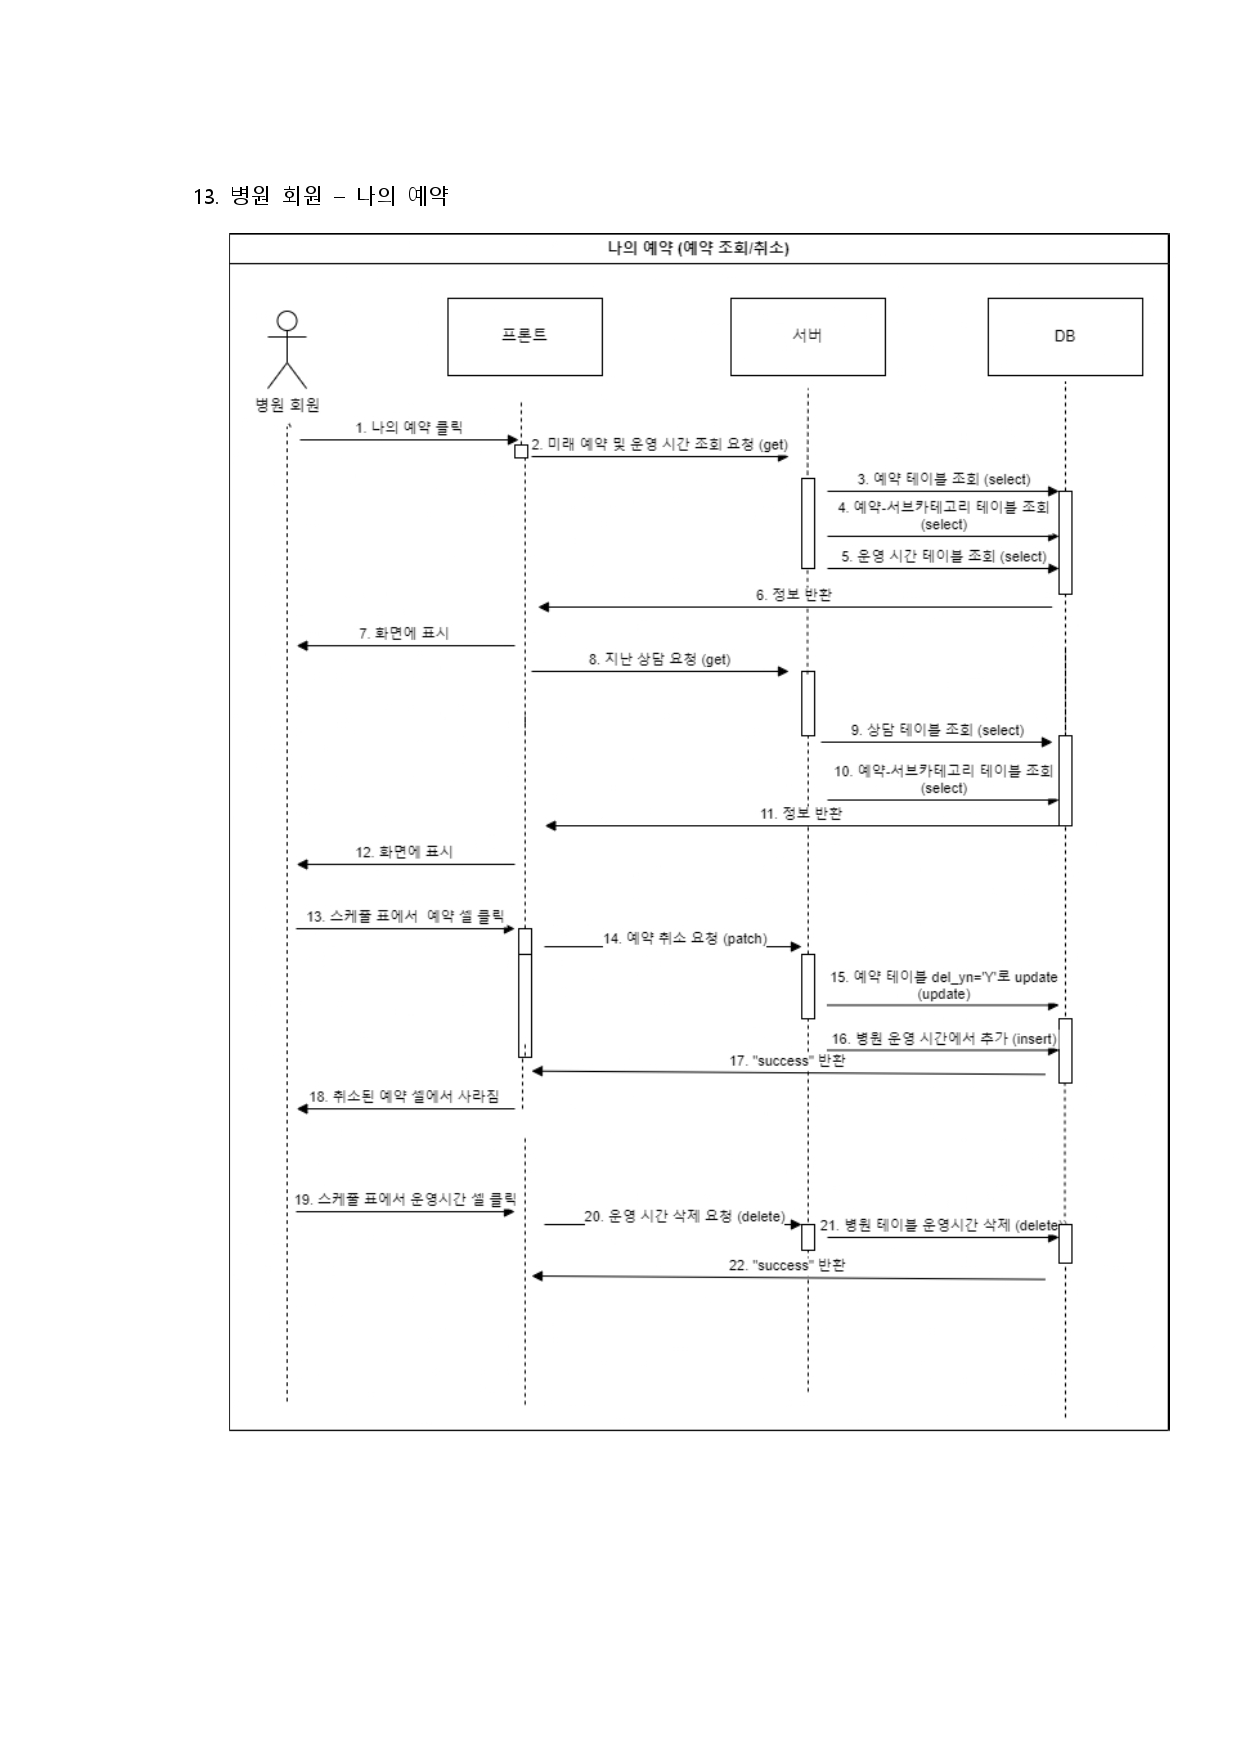 13. 병원 회원 – 나의 예약
나의 예약 (예약 조회/취소)
프론트
서버
DB
병원 회원
1. 나의 예약 클릭
2. 미래 예약 및 운영 시간 조회 요청 (get)
3. 예약 테이블 조회 (select)
4. 예약-서브카테고리 테이블 조회
(select)
5. 운영 시간 테이블 조회 (select)
6. 정보 반환
7. 화면에 표시
8. 지난 상담 요청 (get)
9. 상담 테이블 조회 (select)
10. 예약-서브카테고리 테이블 조회
(select)
11. 정보 반환
12. 화면에 표시
13. 스케풀 표에서 예약 셀 클릭
14. 예약 취소 요청 (patch)
15. 예약 테이블 del_yn='Y'로 update
(update)
16. 병원 운영 시간에서 추가 (insert)
17. "success" 반환
18. 취소된 예약 셀에서 사라짐
19. 스케풀 표에서 운영시간 셀 클릭
20. 운영 시간 삭제 요청 (delete)
21. 병원 테이블 운영시간 삭제 (delete)
22. "success" 반환